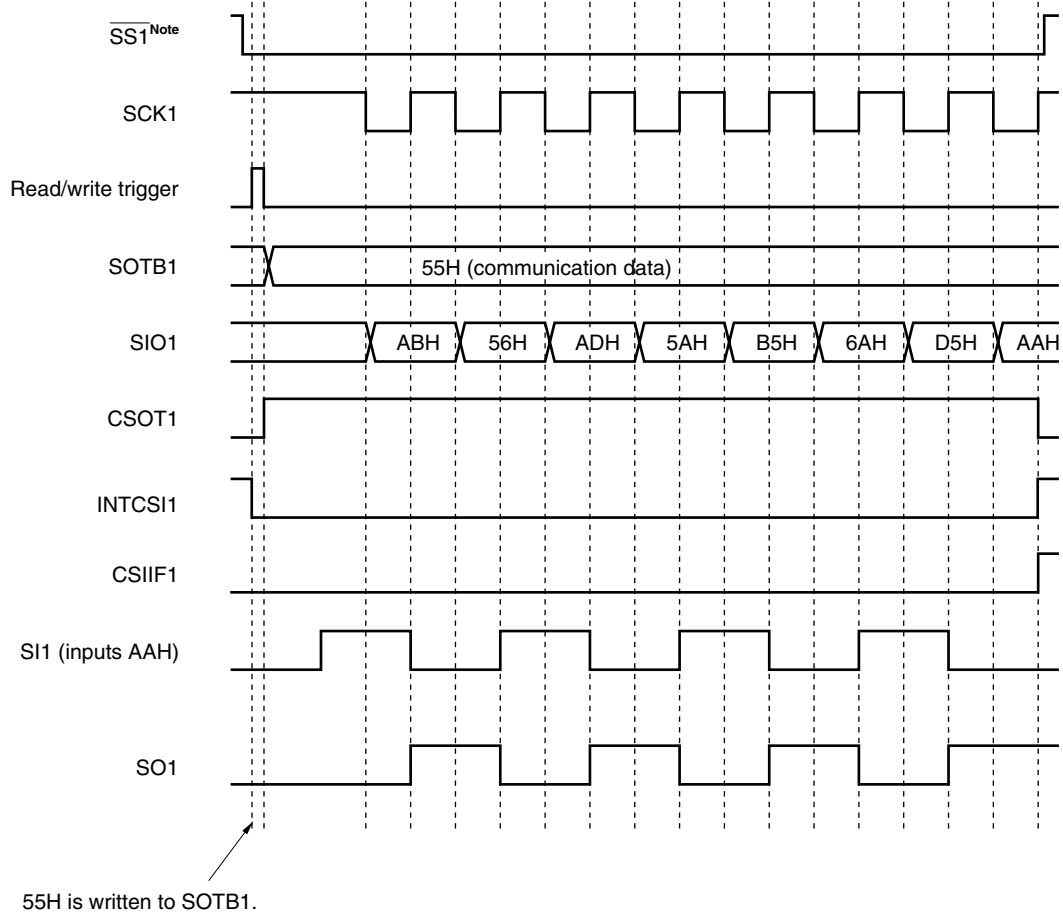 SS1Note
SCK1
Read/write trigger
SOTB1
55H (communication data)
SIO1
ABH 56H ADH 5AH B5H 6AH D5H AAH
CSOT1
INTCSI1
CSIIF1
SI1 (inputs AAH)
SO1
55H is written to SOTB1.